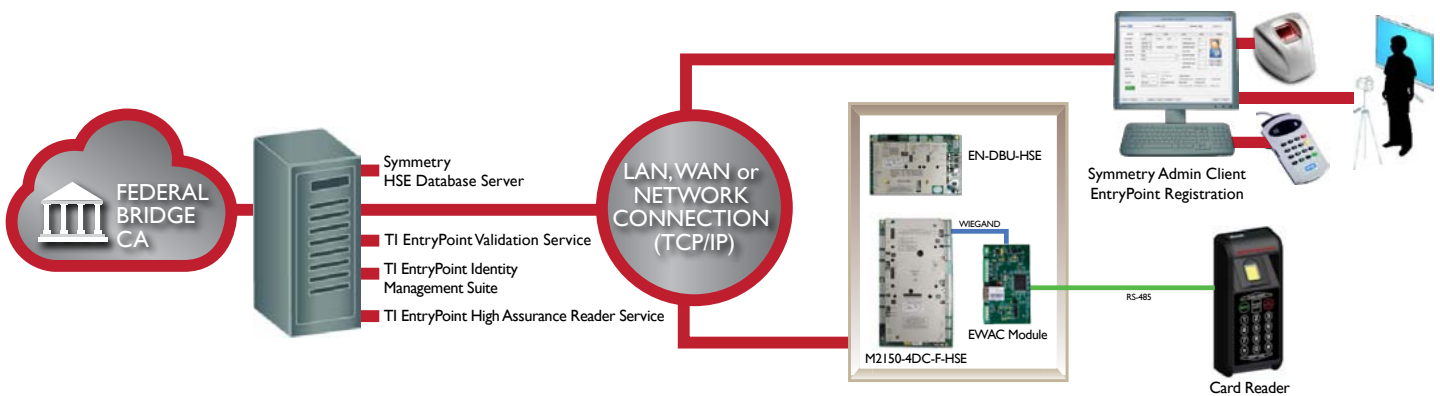 FEDERAL
BRIDGE
CA
Symmetry
HSE Database Server
TI EntryPoint Validation Service
TI EntryPoint Identity
Management Suite
TI EntryPoint High Assurance Reader Service
LAN, WAN or
NETWORK
CONNECTION
(TCP/IP)
EN-DBU-HSE
WIEGAND
EWAC Module
M2150-4DC-F-HSE
Symmetry Admin Client
EntryPoint Registration
RS-485
Card Reader